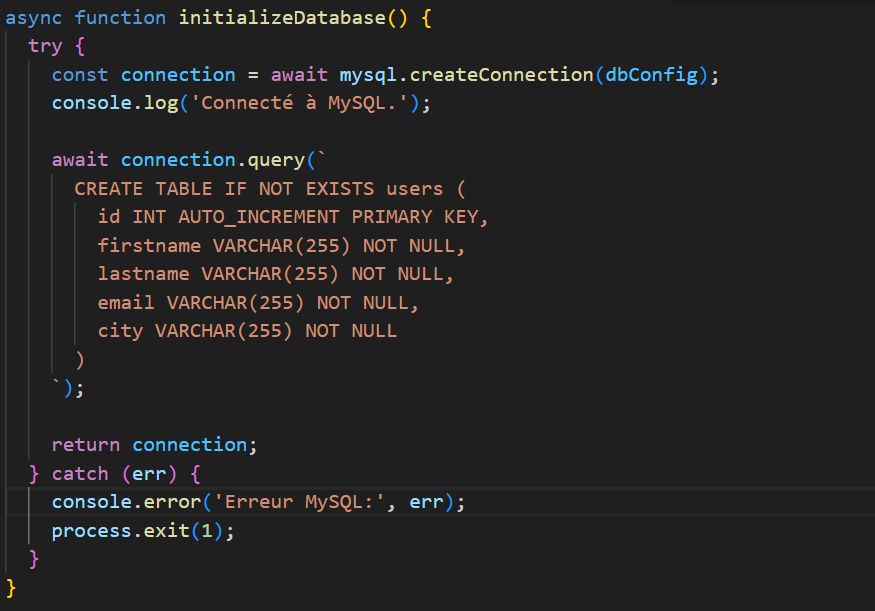 async function initializeDatabase() {
  try {
    const connection = await mysql.createConnection(dbConfig);
    console.log('Connecté à MySQL.');

    await connection.query(`
      CREATE TABLE IF NOT EXISTS users (
        id INT AUTO_INCREMENT PRIMARY KEY,
        firstname VARCHAR(255) NOT NULL,
        lastname VARCHAR(255) NOT NULL,
        email VARCHAR(255) NOT NULL,
        city VARCHAR(255) NOT NULL
      )
    `);

    return connection;
  } catch (err) {
    console.error('Erreur MySQL:', err);
    process.exit(1);
  }
}